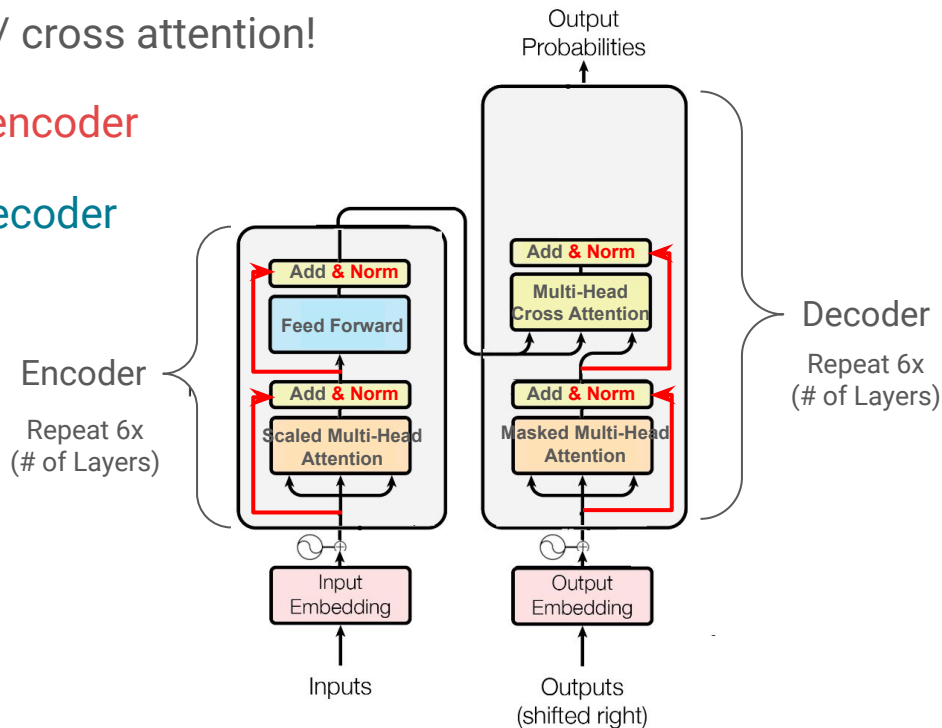 / cross attention!
encoder
ecoder
Output
Probabilities
Add & Norm
Feed Forward
Add & Norm
Scaled Multi-Head
Attention
Encoder
Repeat 6x
(# of Layers)
Input
Embedding
Inputs
Add & Norm
Multi-Head
Cross Attention
Add & Norm
Masked Multi-Head
Attention
Decoder
Repeat 6x
(# of Layers)
Output
Embedding
Outputs
(shifted right)